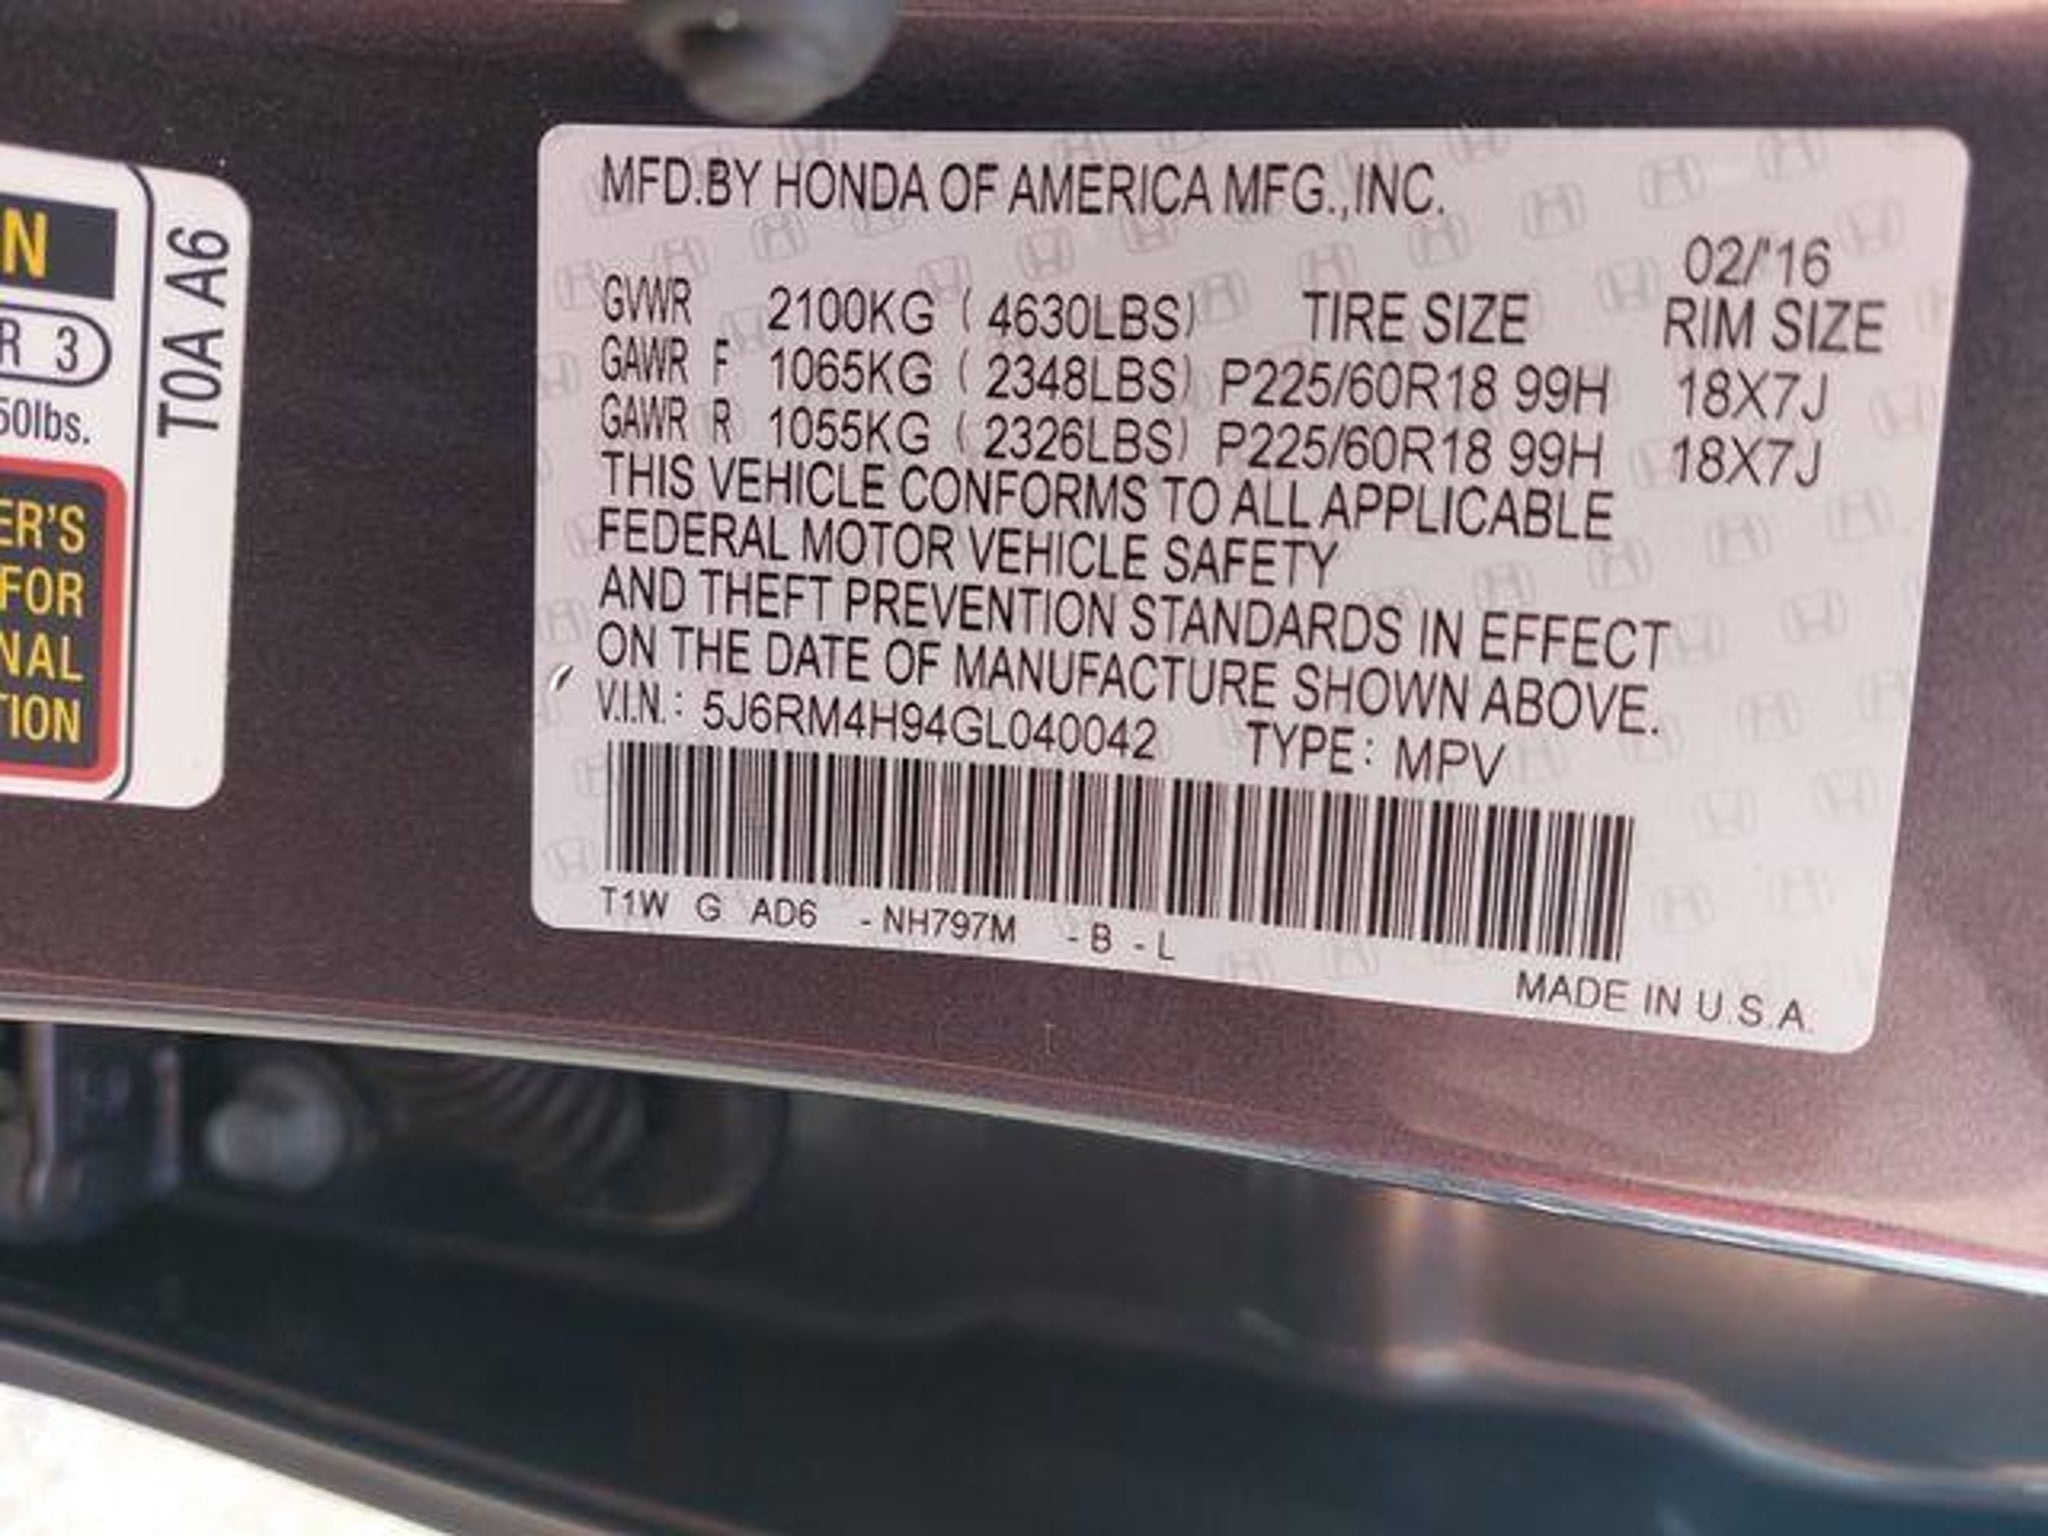 N
R 3
50lbs.
ER'S
FOR
NAL
TION
T0A A6
MFD.BY HONDA OF AMERICA MFG.,INC.
02/'16
GVWR 2100KG ( 4630LBS) TIRE SIZE RIM SIZE
GAWR F 1065KG ( 2348LBS) P225/60R18 99H 18X7J
GAWR R 1055KG ( 2326LBS) P225/60R18 99H 18X7J
THIS VEHICLE CONFORMS TO ALL APPLICABLE
FEDERAL MOTOR VEHICLE SAFETY
AND THEFT PREVENTION STANDARDS IN EFFECT
ON THE DATE OF MANUFACTURE SHOWN ABOVE.
V.I.N.: 5J6RM4H94GL040042 TYPE: MPV
T1W G AD6 -NH797M -B -L
MADE IN U.S.A.